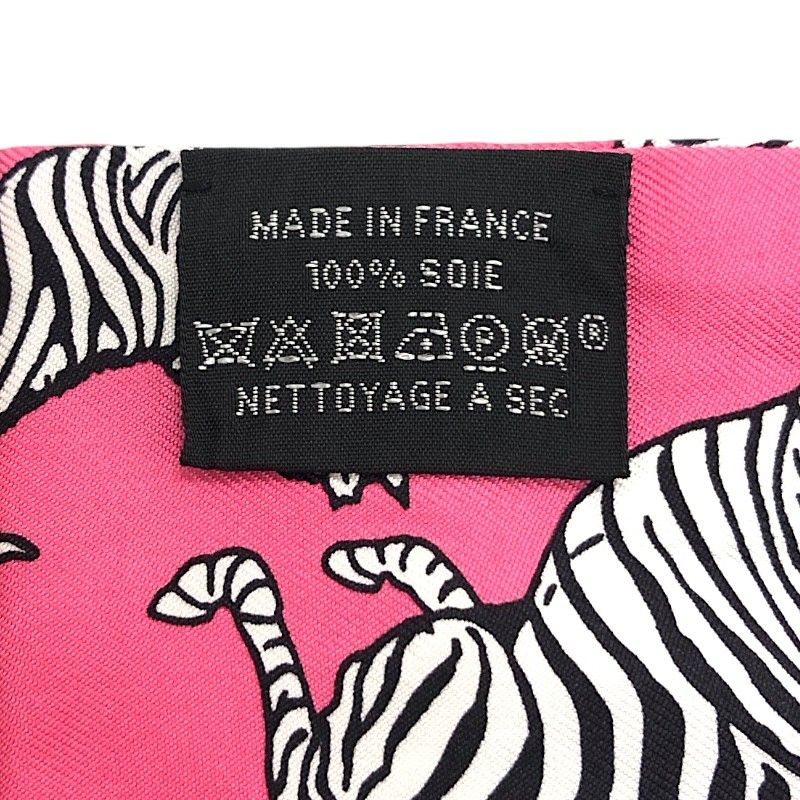 MADE IN FRANCE
100% SOIE
P W ®
NETTOYAGE A SEC